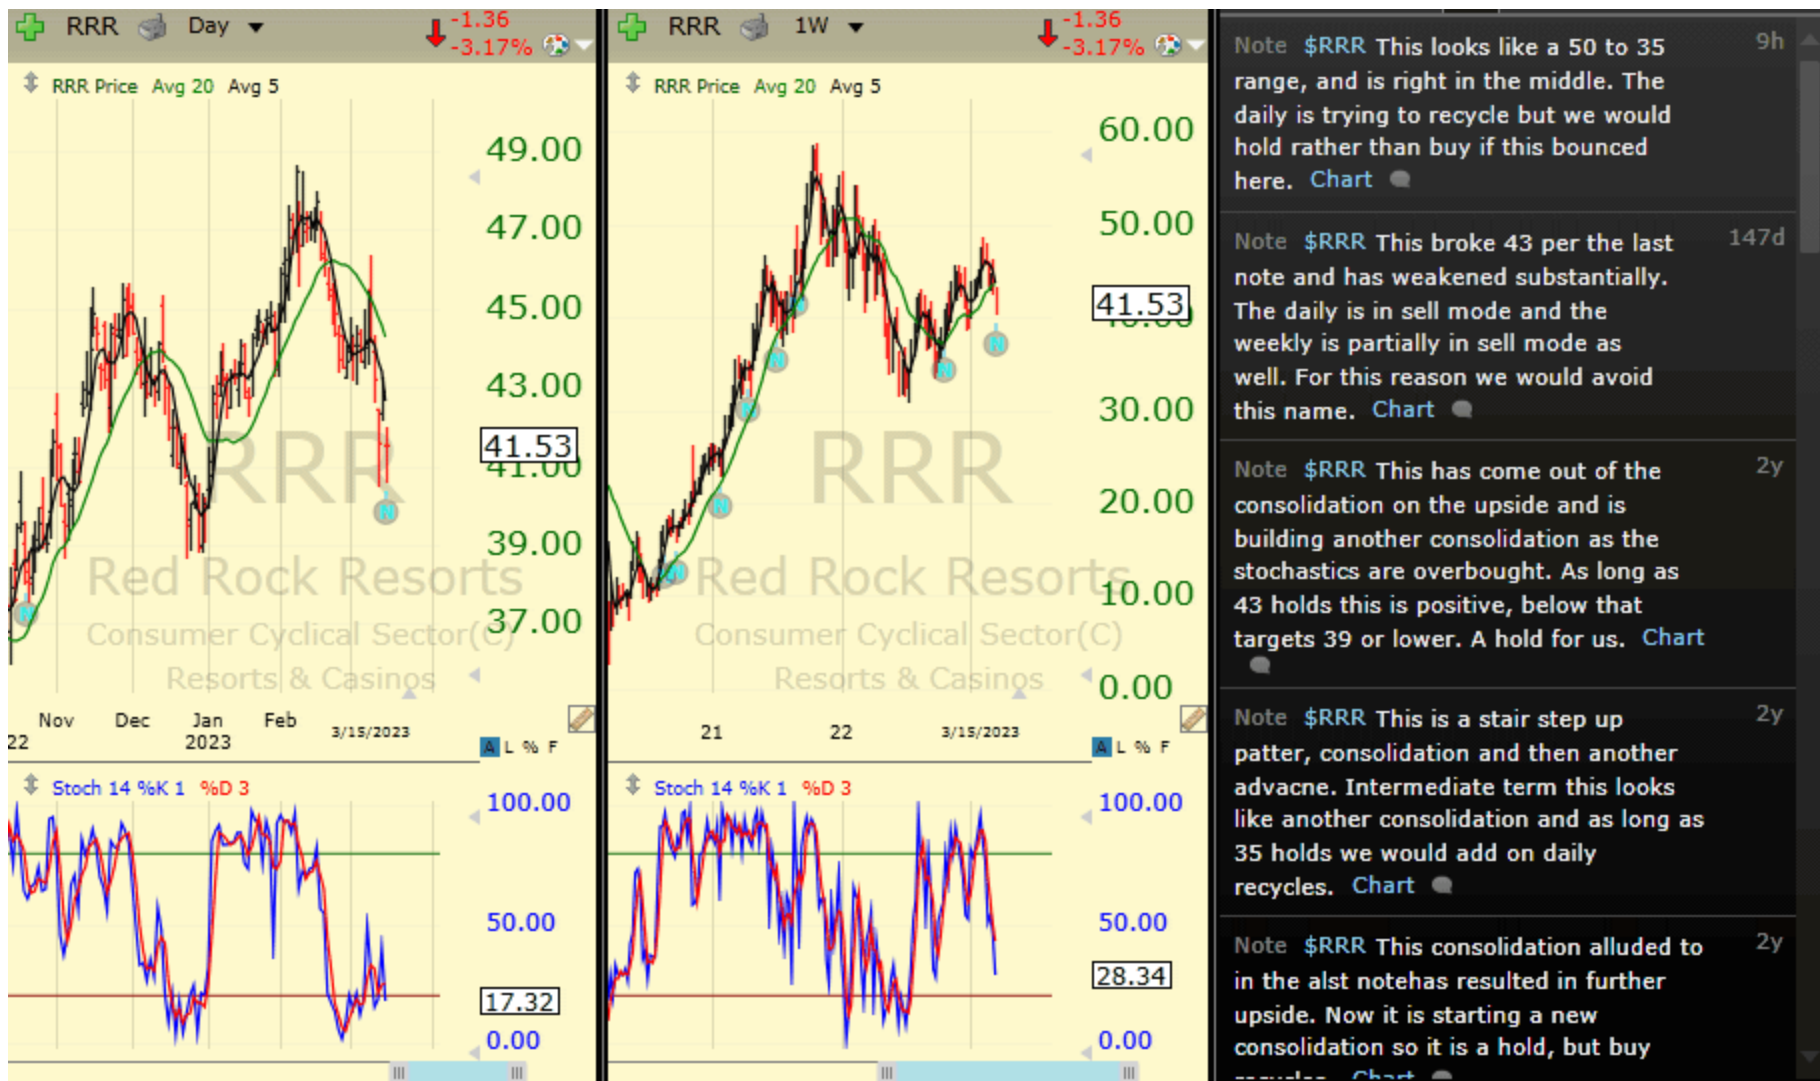 RRR Day
-1.36
-3.17%
RRR Price Avg 20 Avg 5
49.00
47.00
45.00
43.00
41.53
41.00
39.00
37.00
RRR
Red Rock Resorts
Consumer Cyclical Sector(C)
Resorts & Casinos
N
N
Nov Dec Jan Feb 3/15/2023
22 2023
A L % F
Stoch 14 %K 1 %D 3
100.00
50.00
17.32
0.00
RRR 1W
-1.36
-3.17%
RRR Price Avg 20 Avg 5
60.00
50.00
41.53
30.00
20.00
10.00
0.00
RRR
Red Rock Resorts
Consumer Cyclical Sector(C)
Resorts & Casinos
N
N
N
N
N
N
N
21 22 3/15/2023
A L % F
Stoch 14 %K 1 %D 3
100.00
50.00
28.34
0.00
Note $RRR This looks like a 50 to 35 9h
range, and is right in the middle. The
daily is trying to recycle but we would
hold rather than buy if this bounced
here. Chart
Note $RRR This broke 43 per the last 147d
note and has weakened substantially.
The daily is in sell mode and the
weekly is partially in sell mode as
well. For this reason we would avoid
this name. Chart
Note $RRR This has come out of the 2y
consolidation on the upside and is
building another consolidation as the
stochastics are overbought. As long as
43 holds this is positive, below that
targets 39 or lower. A hold for us. Chart
Note $RRR This is a stair step up 2y
patter, consolidation and then another
advacne. Intermediate term this looks
like another consolidation and as long as
35 holds we would add on daily
recycles. Chart
Note $RRR This consolidation alluded to 2y
in the alst notehas resulted in further
upside. Now it is starting a new
consolidation so it is a hold, but buy
Chart